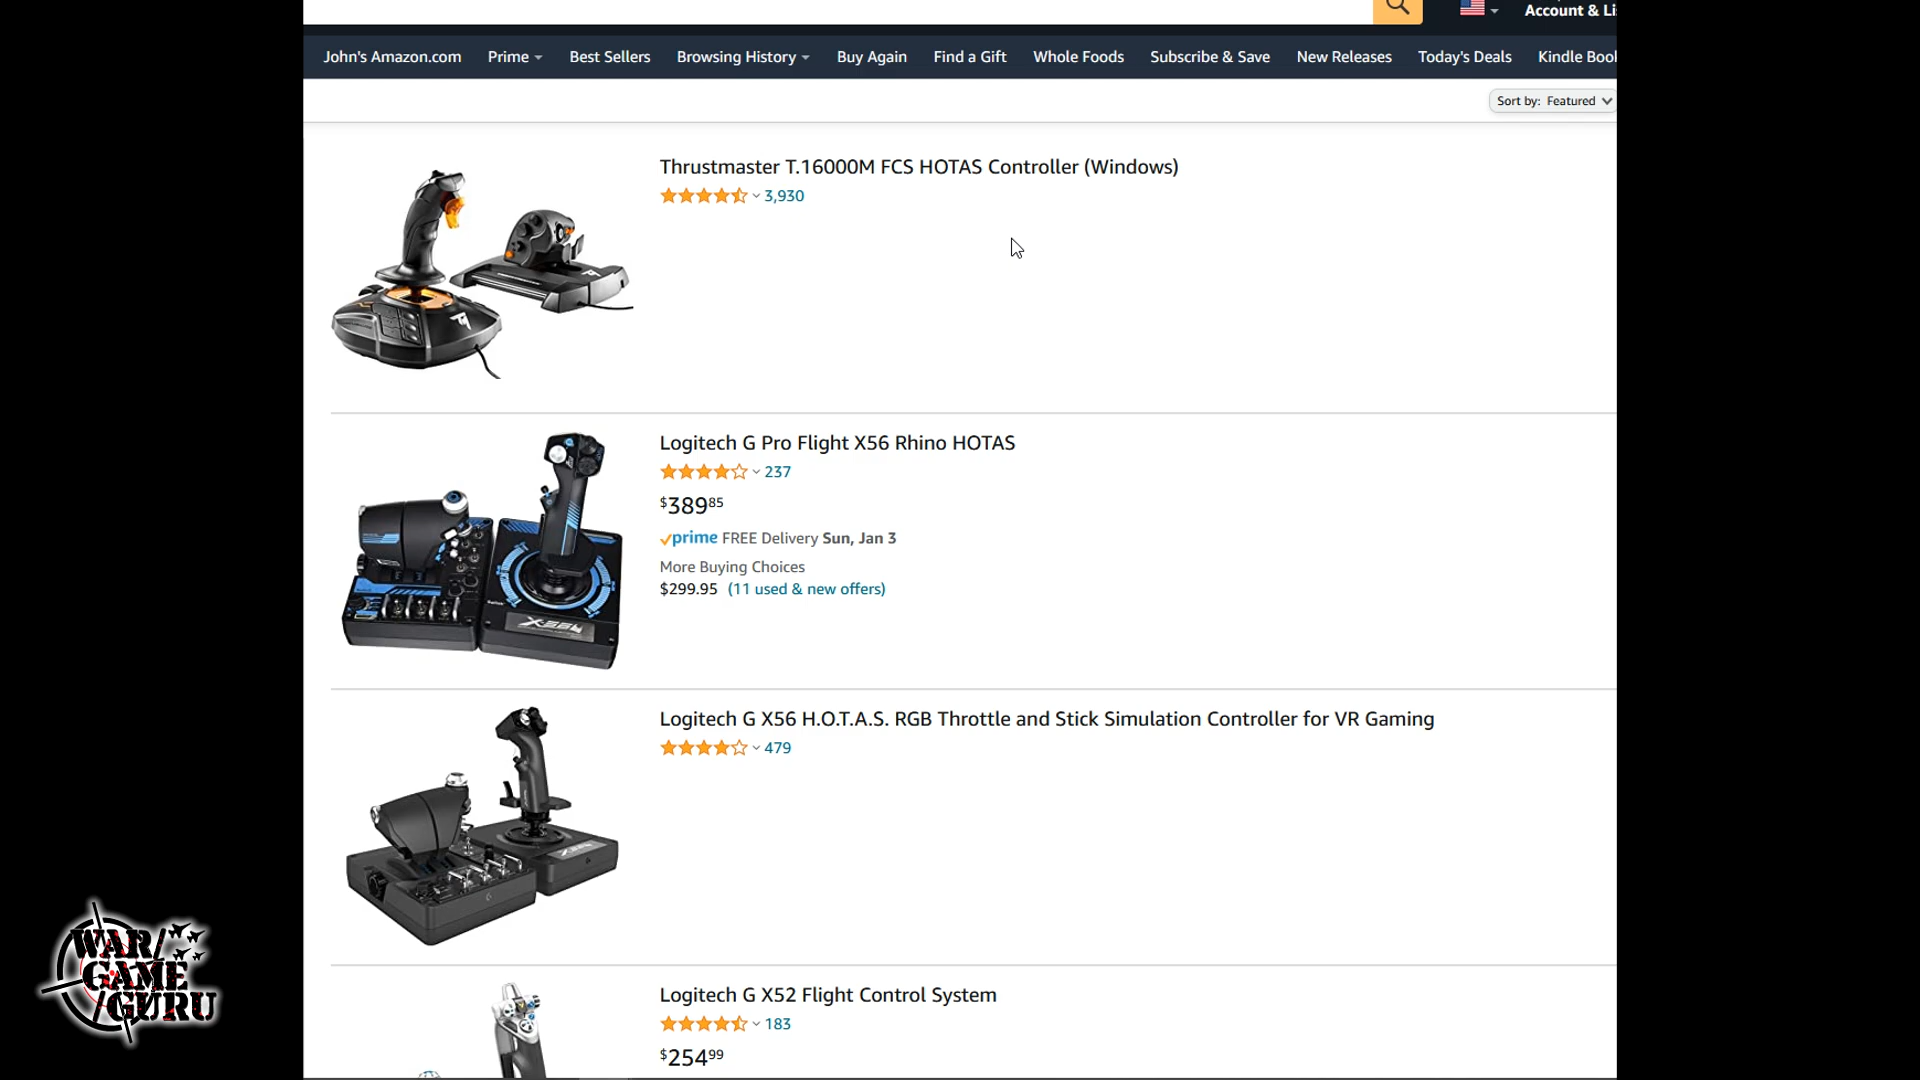 Account & Li
John's Amazon.com Prime Best Sellers Browsing History Buy Again Find a Gift Whole Foods Subscribe & Save New Releases Today's Deals Kindle Boo
Sort by: Featured
Thrustmaster T.16000M FCS HOTAS Controller (Windows)
3,930
Logitech G Pro Flight X56 Rhino HOTAS
237
$38985
prime FREE Delivery Sun, Jan 3
More Buying Choices
$299.95 (11 used & new offers)
X-56
Logitech G X56 H.O.T.A.S. RGB Throttle and Stick Simulation Controller for VR Gaming
479
Logitech G X52 Flight Control System
183
$25499
WAR/
GAME
/GURU